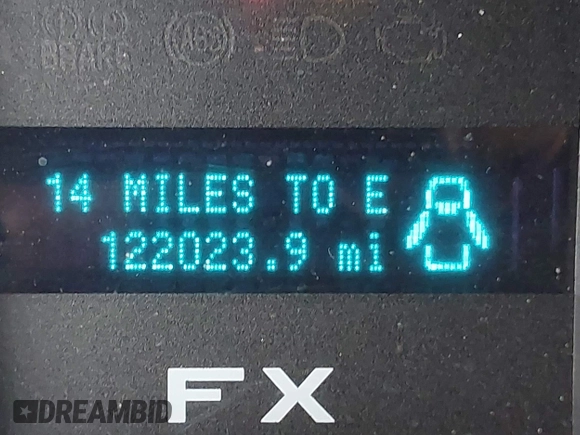 BRAKE
ABS
14 MILES TO E
122023.9 mi
FX
DREAMBID